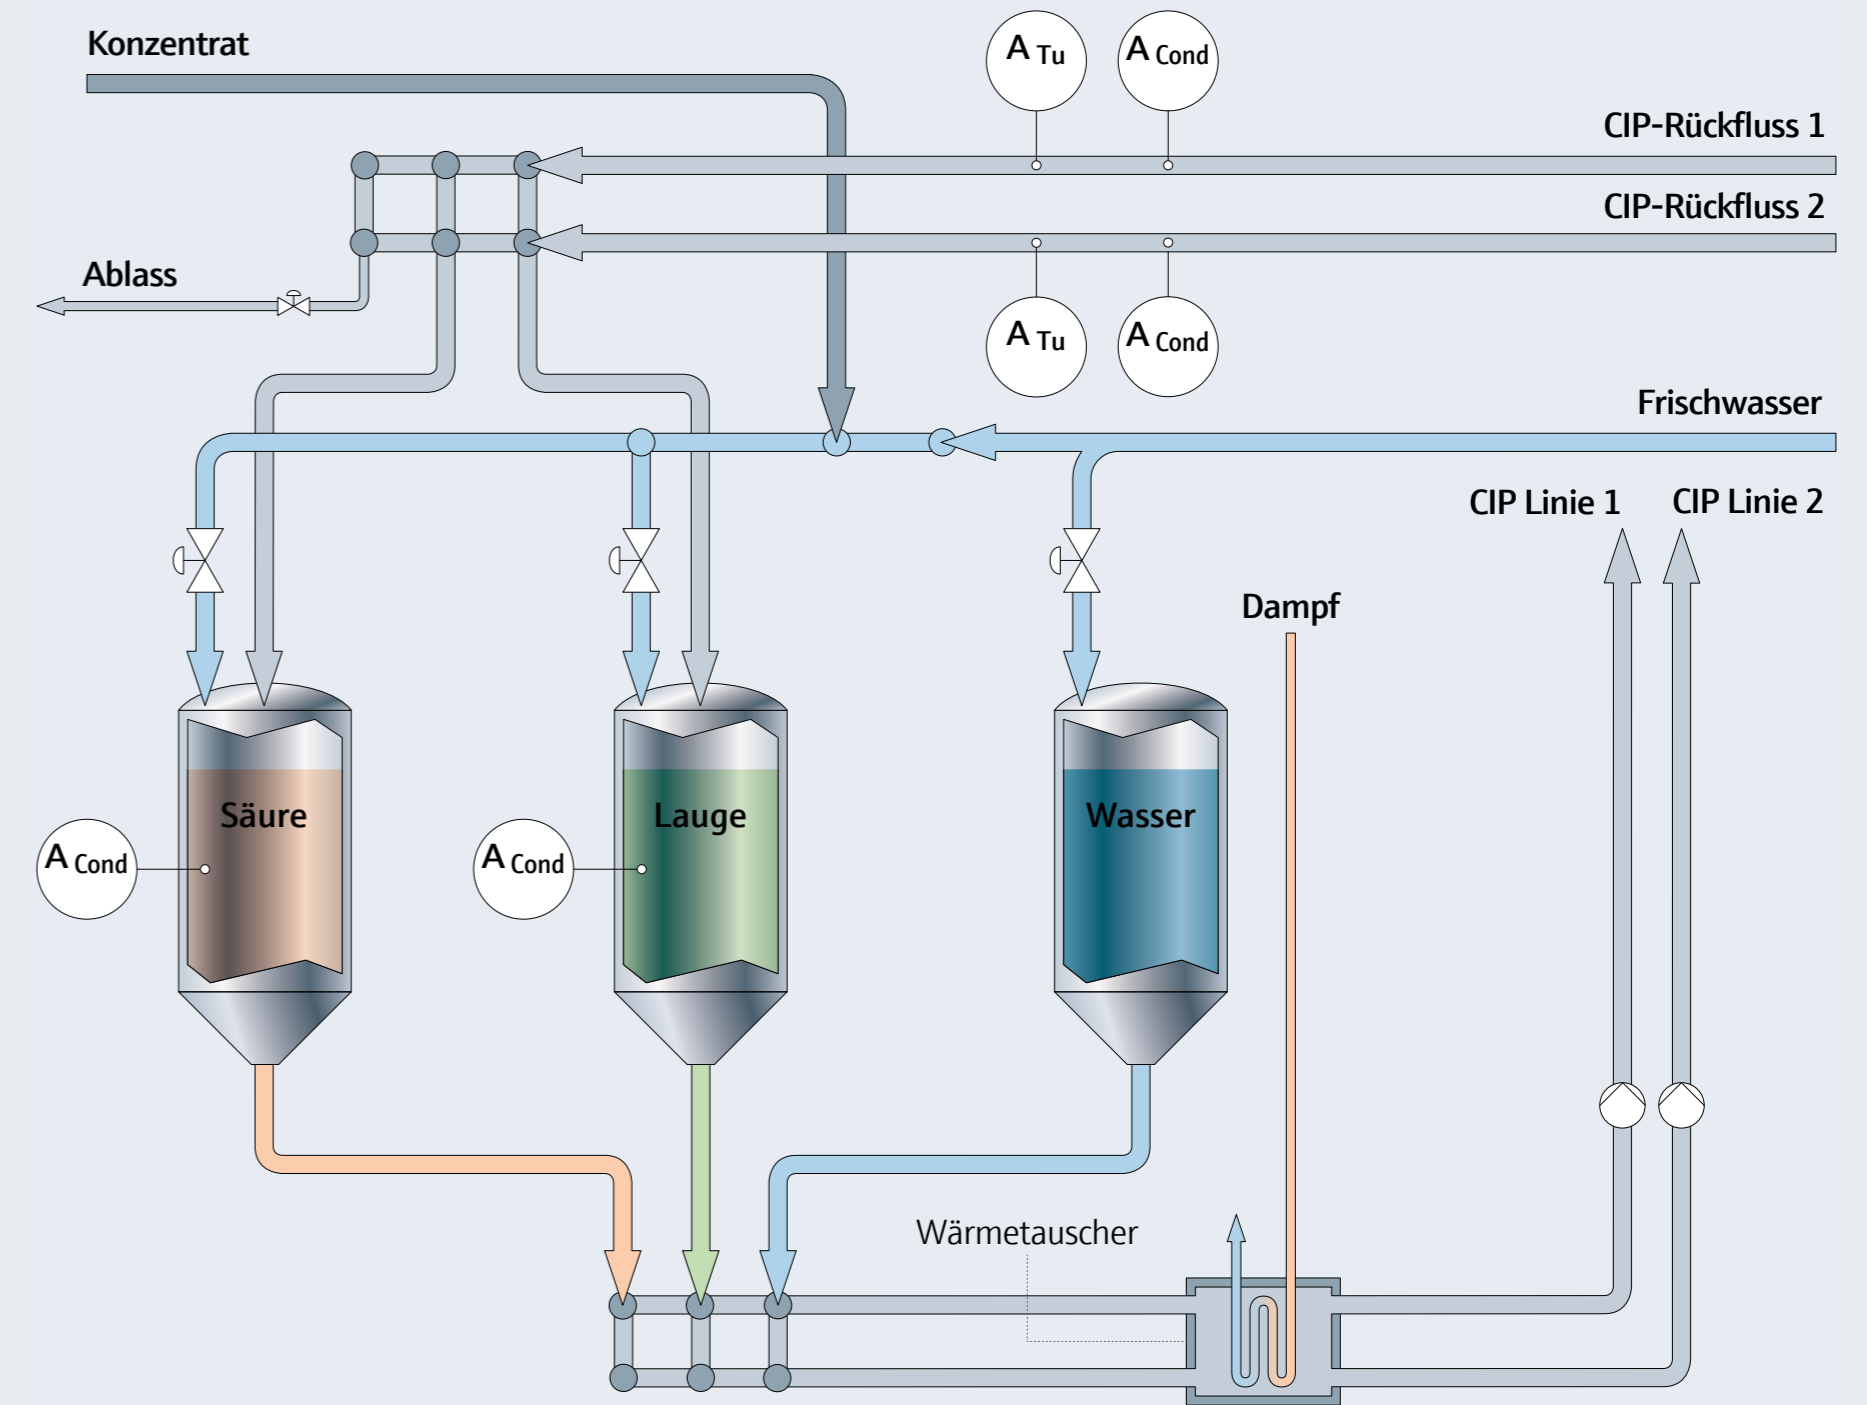 Konzentrat
A Tu
A Cond
CIP-Rückfluss 1
CIP-Rückfluss 2
Ablass
A Tu
A Cond
Frischwasser
CIP Linie 1
CIP Linie 2
Dampf
Säure
Lauge
Wasser
A Cond
A Cond
Wärmetauscher